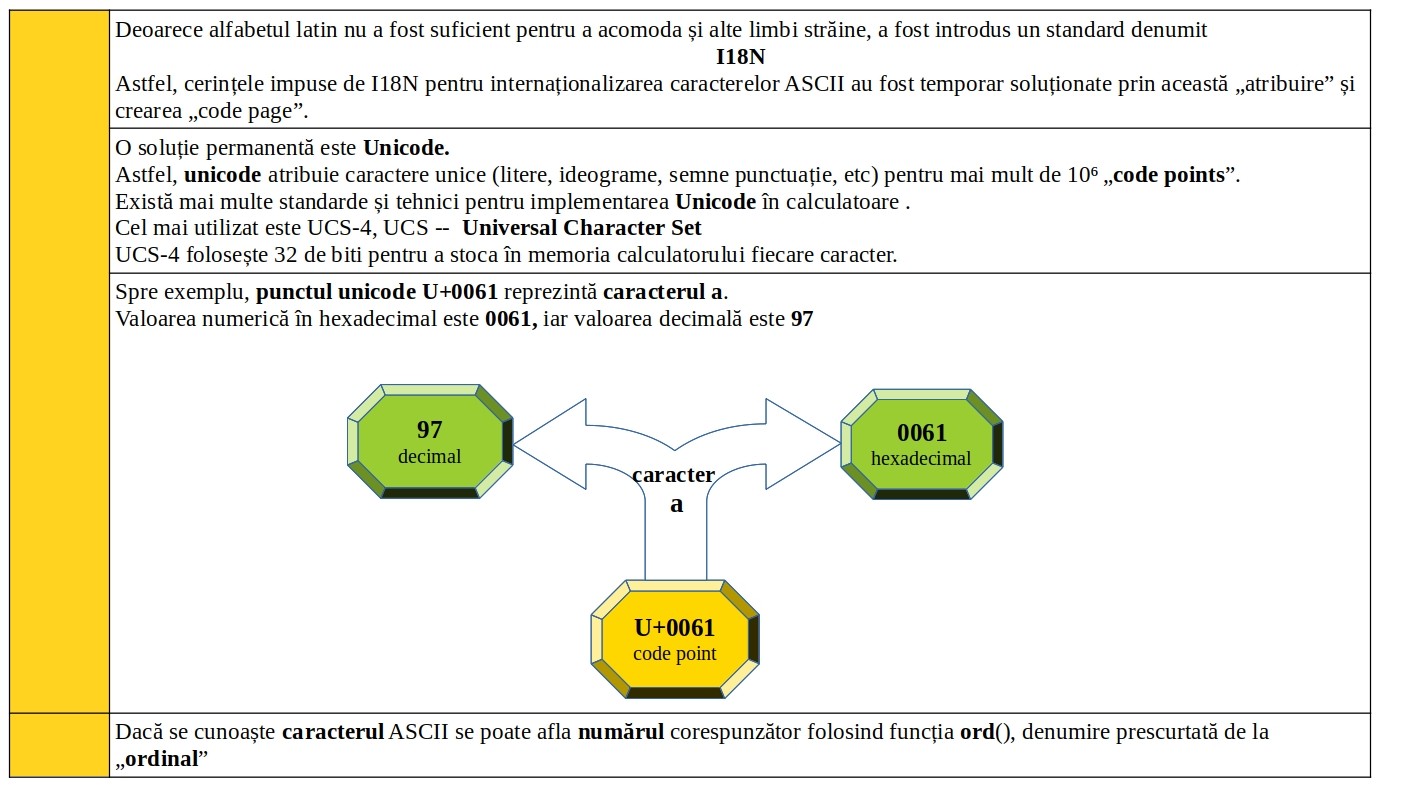 Deoarece alfabetul latin nu a fost suficient pentru a acomoda și alte limbi străine, a fost introdus un standard denumit
I18N
Astfel, cerințele impuse de I18N pentru internaționalizarea caracterelor ASCII au fost temporar soluționate prin această „atribuire” și
crearea „code page”.
O soluție permanentă este Unicode.
Astfel, unicode atribuie caractere unice (litere, ideograme, semne punctuație, etc) pentru mai mult de 10⁶ „code points”.
Există mai multe standarde și tehnici pentru implementarea Unicode în calculatoare .
Cel mai utilizat este UCS-4, UCS -- Universal Character Set
UCS-4 folosește 32 de biti pentru a stoca în memoria calculatorului fiecare caracter.
Spre exemplu, punctul unicode U+0061 reprezintă caracterul a.
Valoarea numerică în hexadecimal este 0061, iar valoarea decimală este 97
97
decimal
0061
hexadecimal
caracter
a
U+0061
code point
Dacă se cunoaște caracterul ASCII se poate afla numărul corespunzător folosind funcția ord(), denumire prescurtată de la
„ordinal”